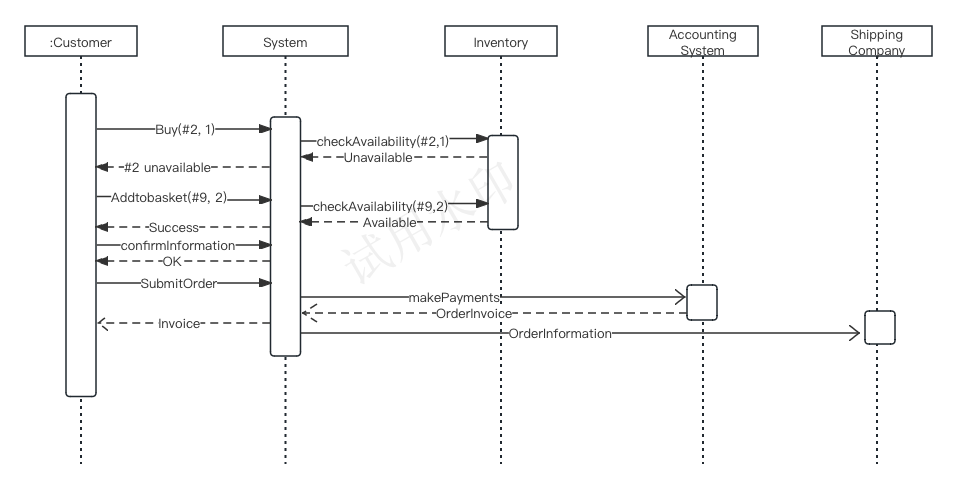 :Customer
System
Inventory
Accounting
System
Shipping
Company
Buy(#2, 1)
checkAvailability(#2,1)
Unavailable
#2 unavailable
Addtobasket(#9, 2)
checkAvailability(#9,2)
Available
Success
confirmInformation
OK
SubmitOrder
makePayments
OrderInvoice
Invoice
OrderInformation
试用水印